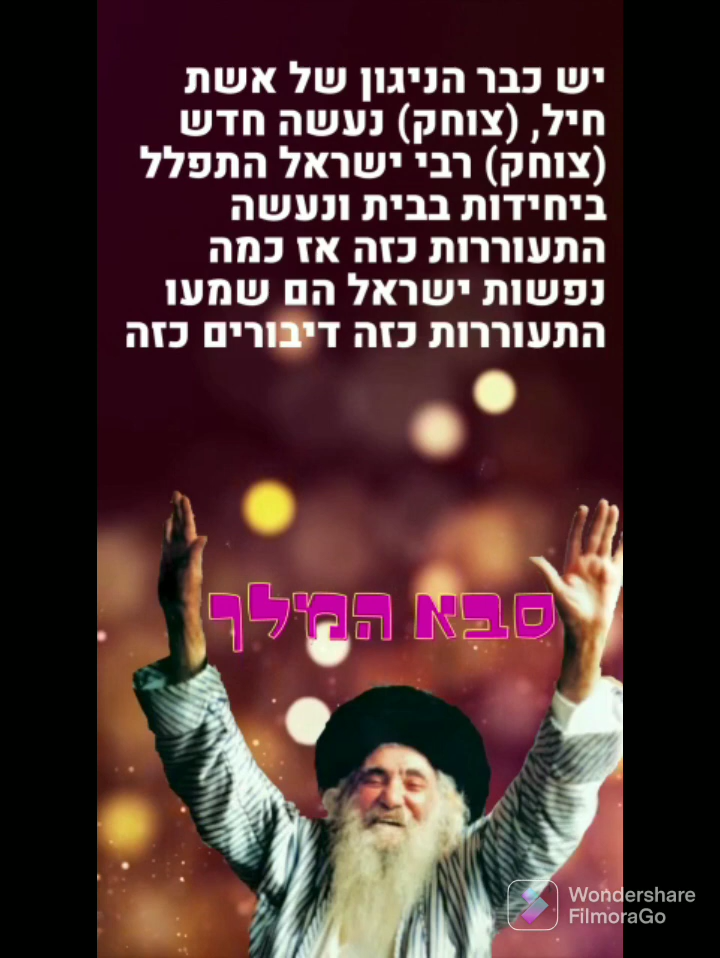 יש כבר הניגון של אשת
חיל, (צוחק) נעשה חדש
(צוחק) רבי ישראל התפלל
ביחידות בבית ונעשה
התעוררות כזה אז כמה
נפשות ישראל הם שמעו
התעוררות כזה דיבורים כזה
סבא המלך
Wondershare
FilmoraGo